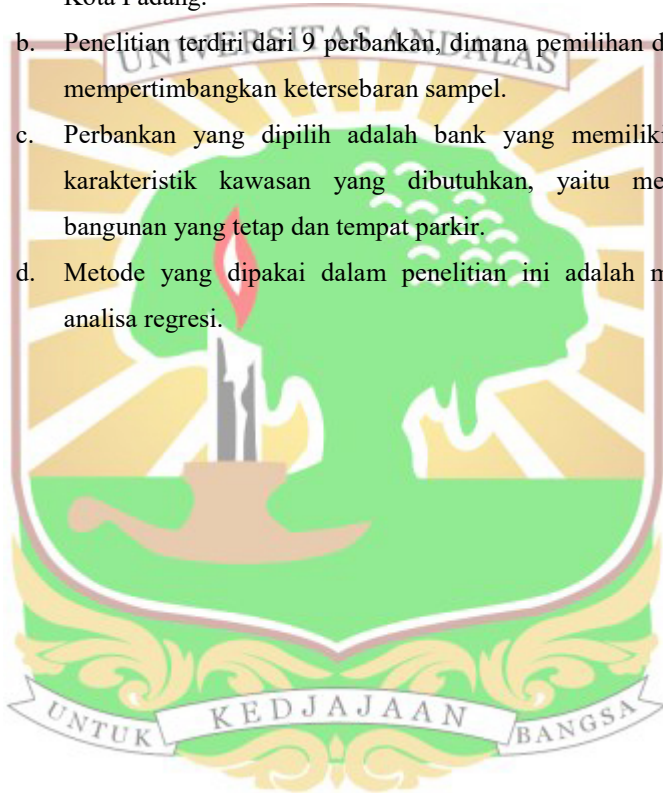 Kota Padang.
UNIVERSITAS ANDALAS
b. Penelitian terdiri dari 9 perbankan, dimana pemilihan d
mempertimbangkan ketersebaran sampel.
c. Perbankan yang dipilih adalah bank yang memiliki
karakteristik kawasan yang dibutuhkan, yaitu me
bangunan yang tetap dan tempat parkir.
d. Metode yang dipakai dalam penelitian ini adalah m
analisa regresi.
UNTUK KEDJAJAAN BANGSA